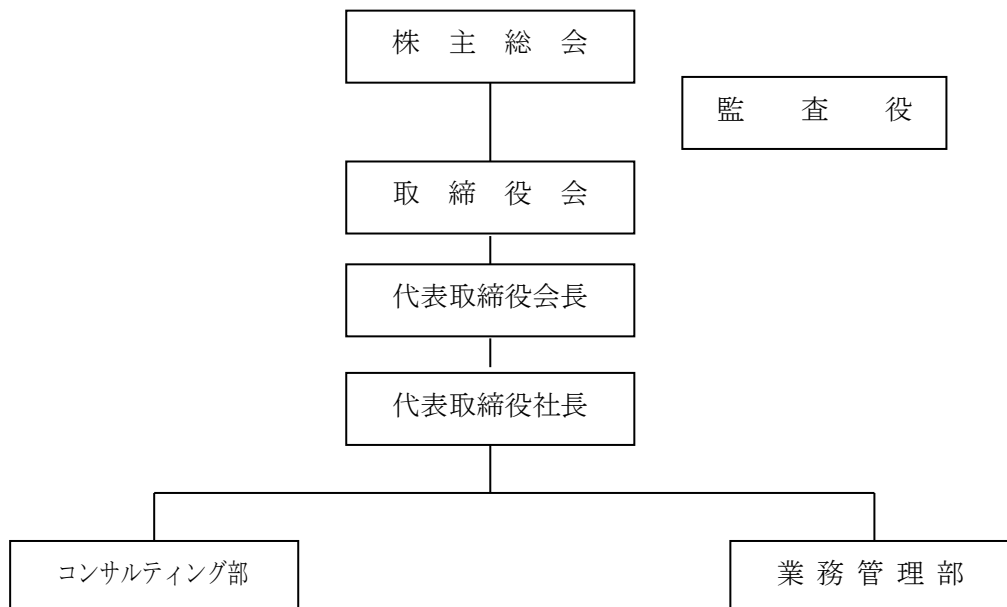 株　主　総　会
監　　査　　役
取　締　役　会
代表取締役会長
代表取締役社長
コンサルティング部
業 務 管 理 部